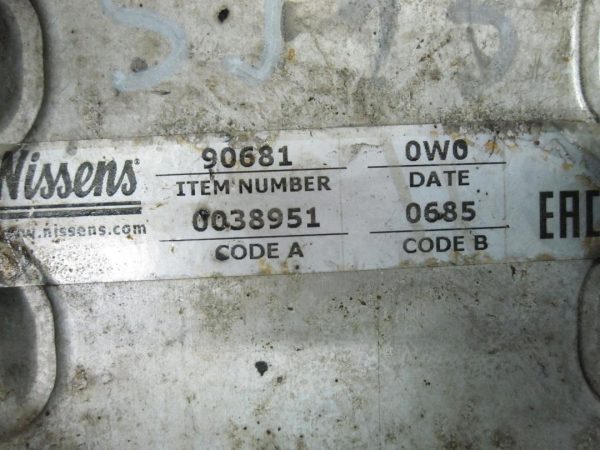 Nissens
www.nissens.com
90681
ITEM NUMBER
0038951
CODE A
0W0
DATE
0685
CODE B
EAC